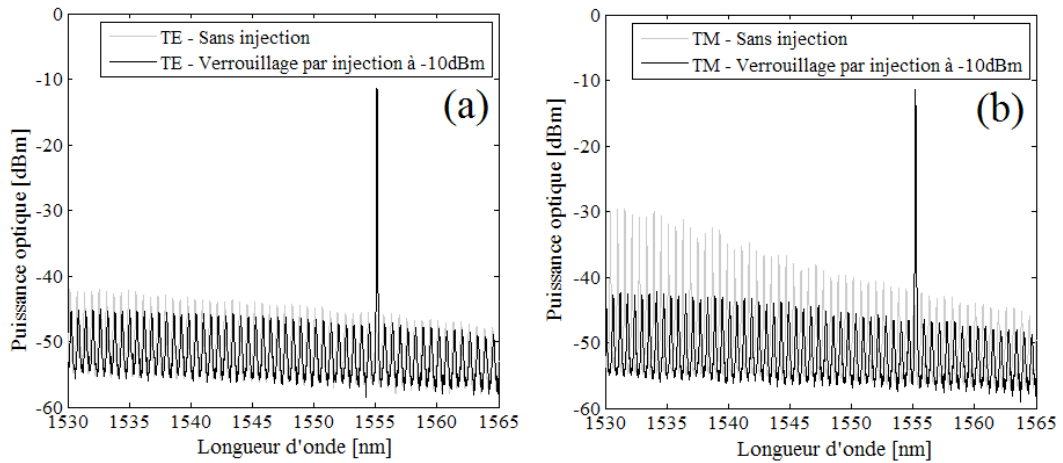 0
-10
-20
-30
-40
-50
-60
Puissance optique [dBm]
TE - Sans injection
TE - Verrouillage par injection à -10dBm
(a)
1530 1535 1540 1545 1550 1555 1560 1565
Longueur d'onde [nm]
0
-10
-20
-30
-40
-50
-60
Puissance optique [dBm]
TM - Sans injection
TM - Verrouillage par injection à -10dBm
(b)
1530 1535 1540 1545 1550 1555 1560 1565
Longueur d'onde [nm]